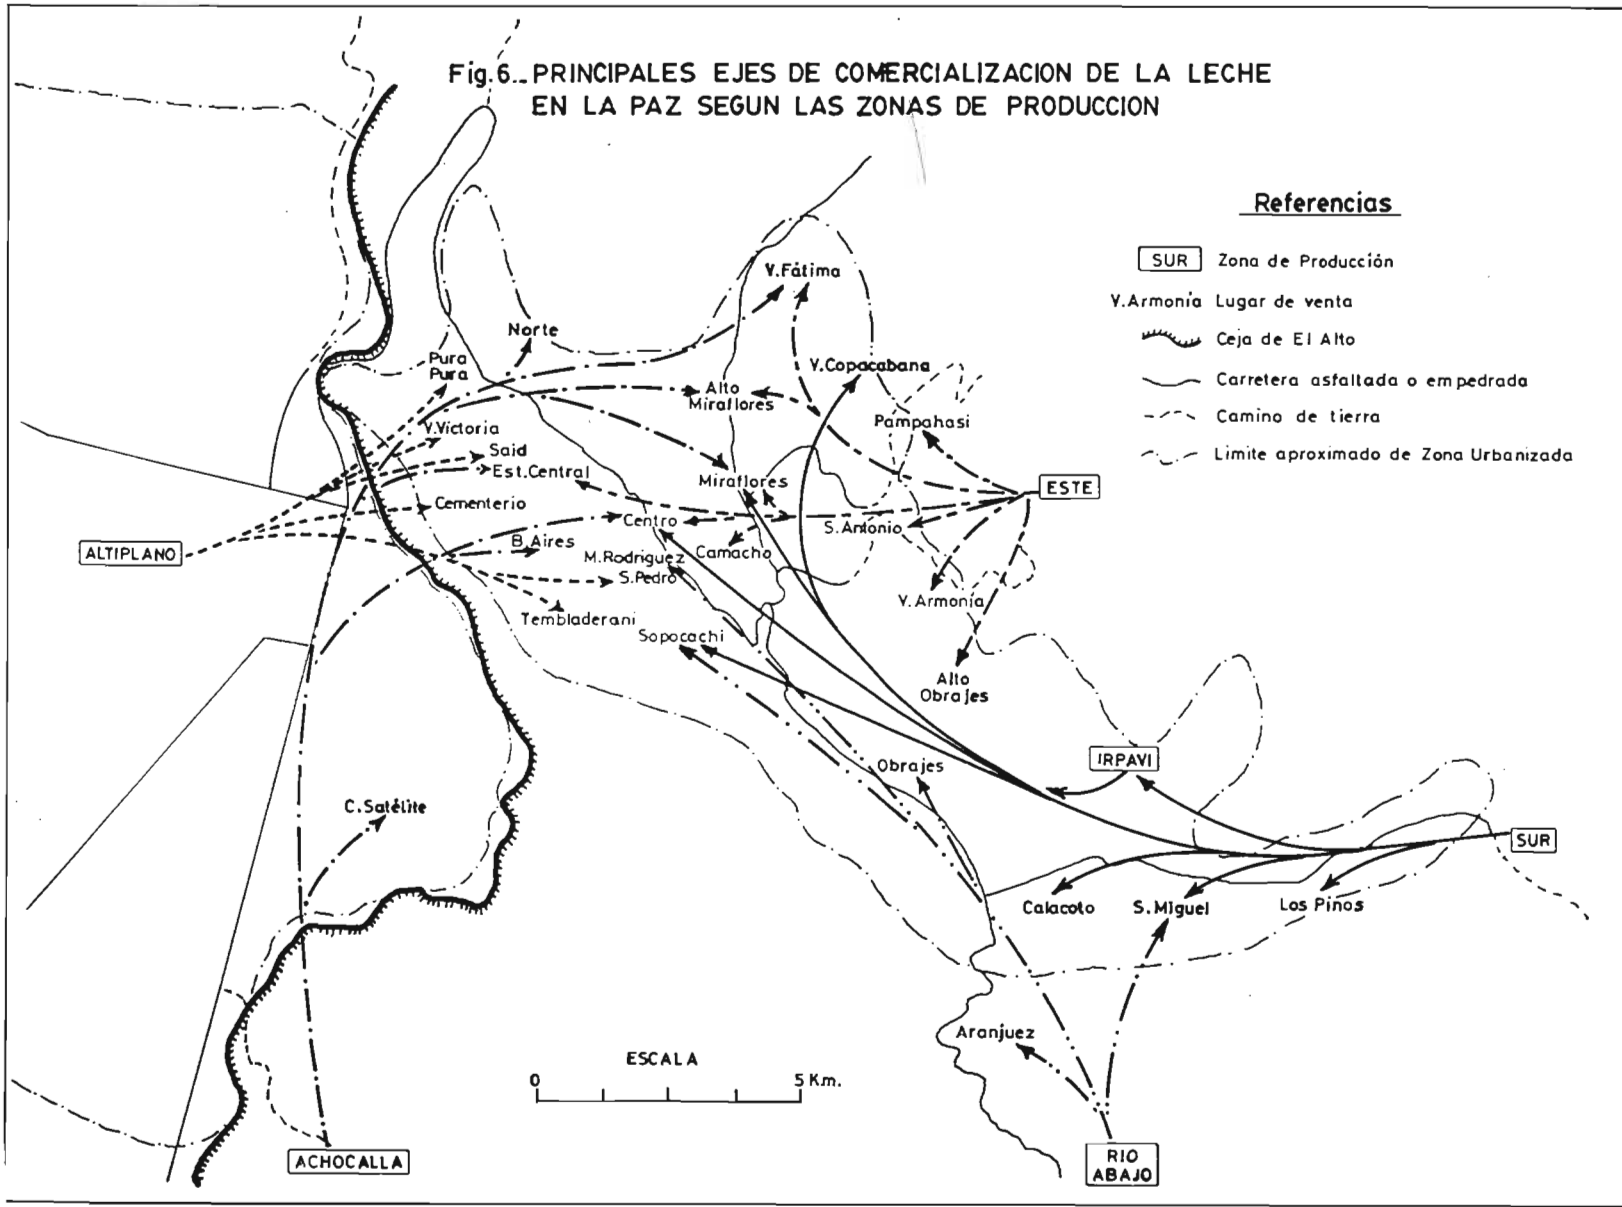 Fig.6._ PRINCIPALES EJES DE COMERCIALIZACION DE LA LECHE
EN LA PAZ SEGUN LAS ZONAS DE PRODUCCION
Referencias
SUR Zona de Producción
V.Armonía Lugar de venta
Ceja de El Alto
Carretera asfaltada o empedrada
Camino de tierra
Limite aproximado de Zona Urbanizada
V.Fátima
Norte
Pura
Pura
V.Copacabana
Alto
Miraflores
Pampahasi
V.Victoria
Said
Est.Central
Miraflores
ESTE
Cementerio
Centro
S.Antonio
ALTIPLANO
B.Aires
M.Rodriguez
Camacho
S.Pedro
V.Armonía
Tembladerani
Sopocachi
Alto
Obrajes
IRPAVI
Obrajes
C.Satélite
SUR
Calacoto
S.Miguel
Los Pinos
Aranjuez
ESCALA
0 5 Km.
ACHOCALLA
RIO
ABAJO